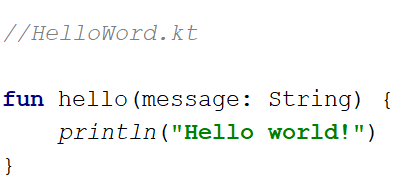 //HelloWord.kt
fun hello(message: String) {
    println("Hello world!")
}